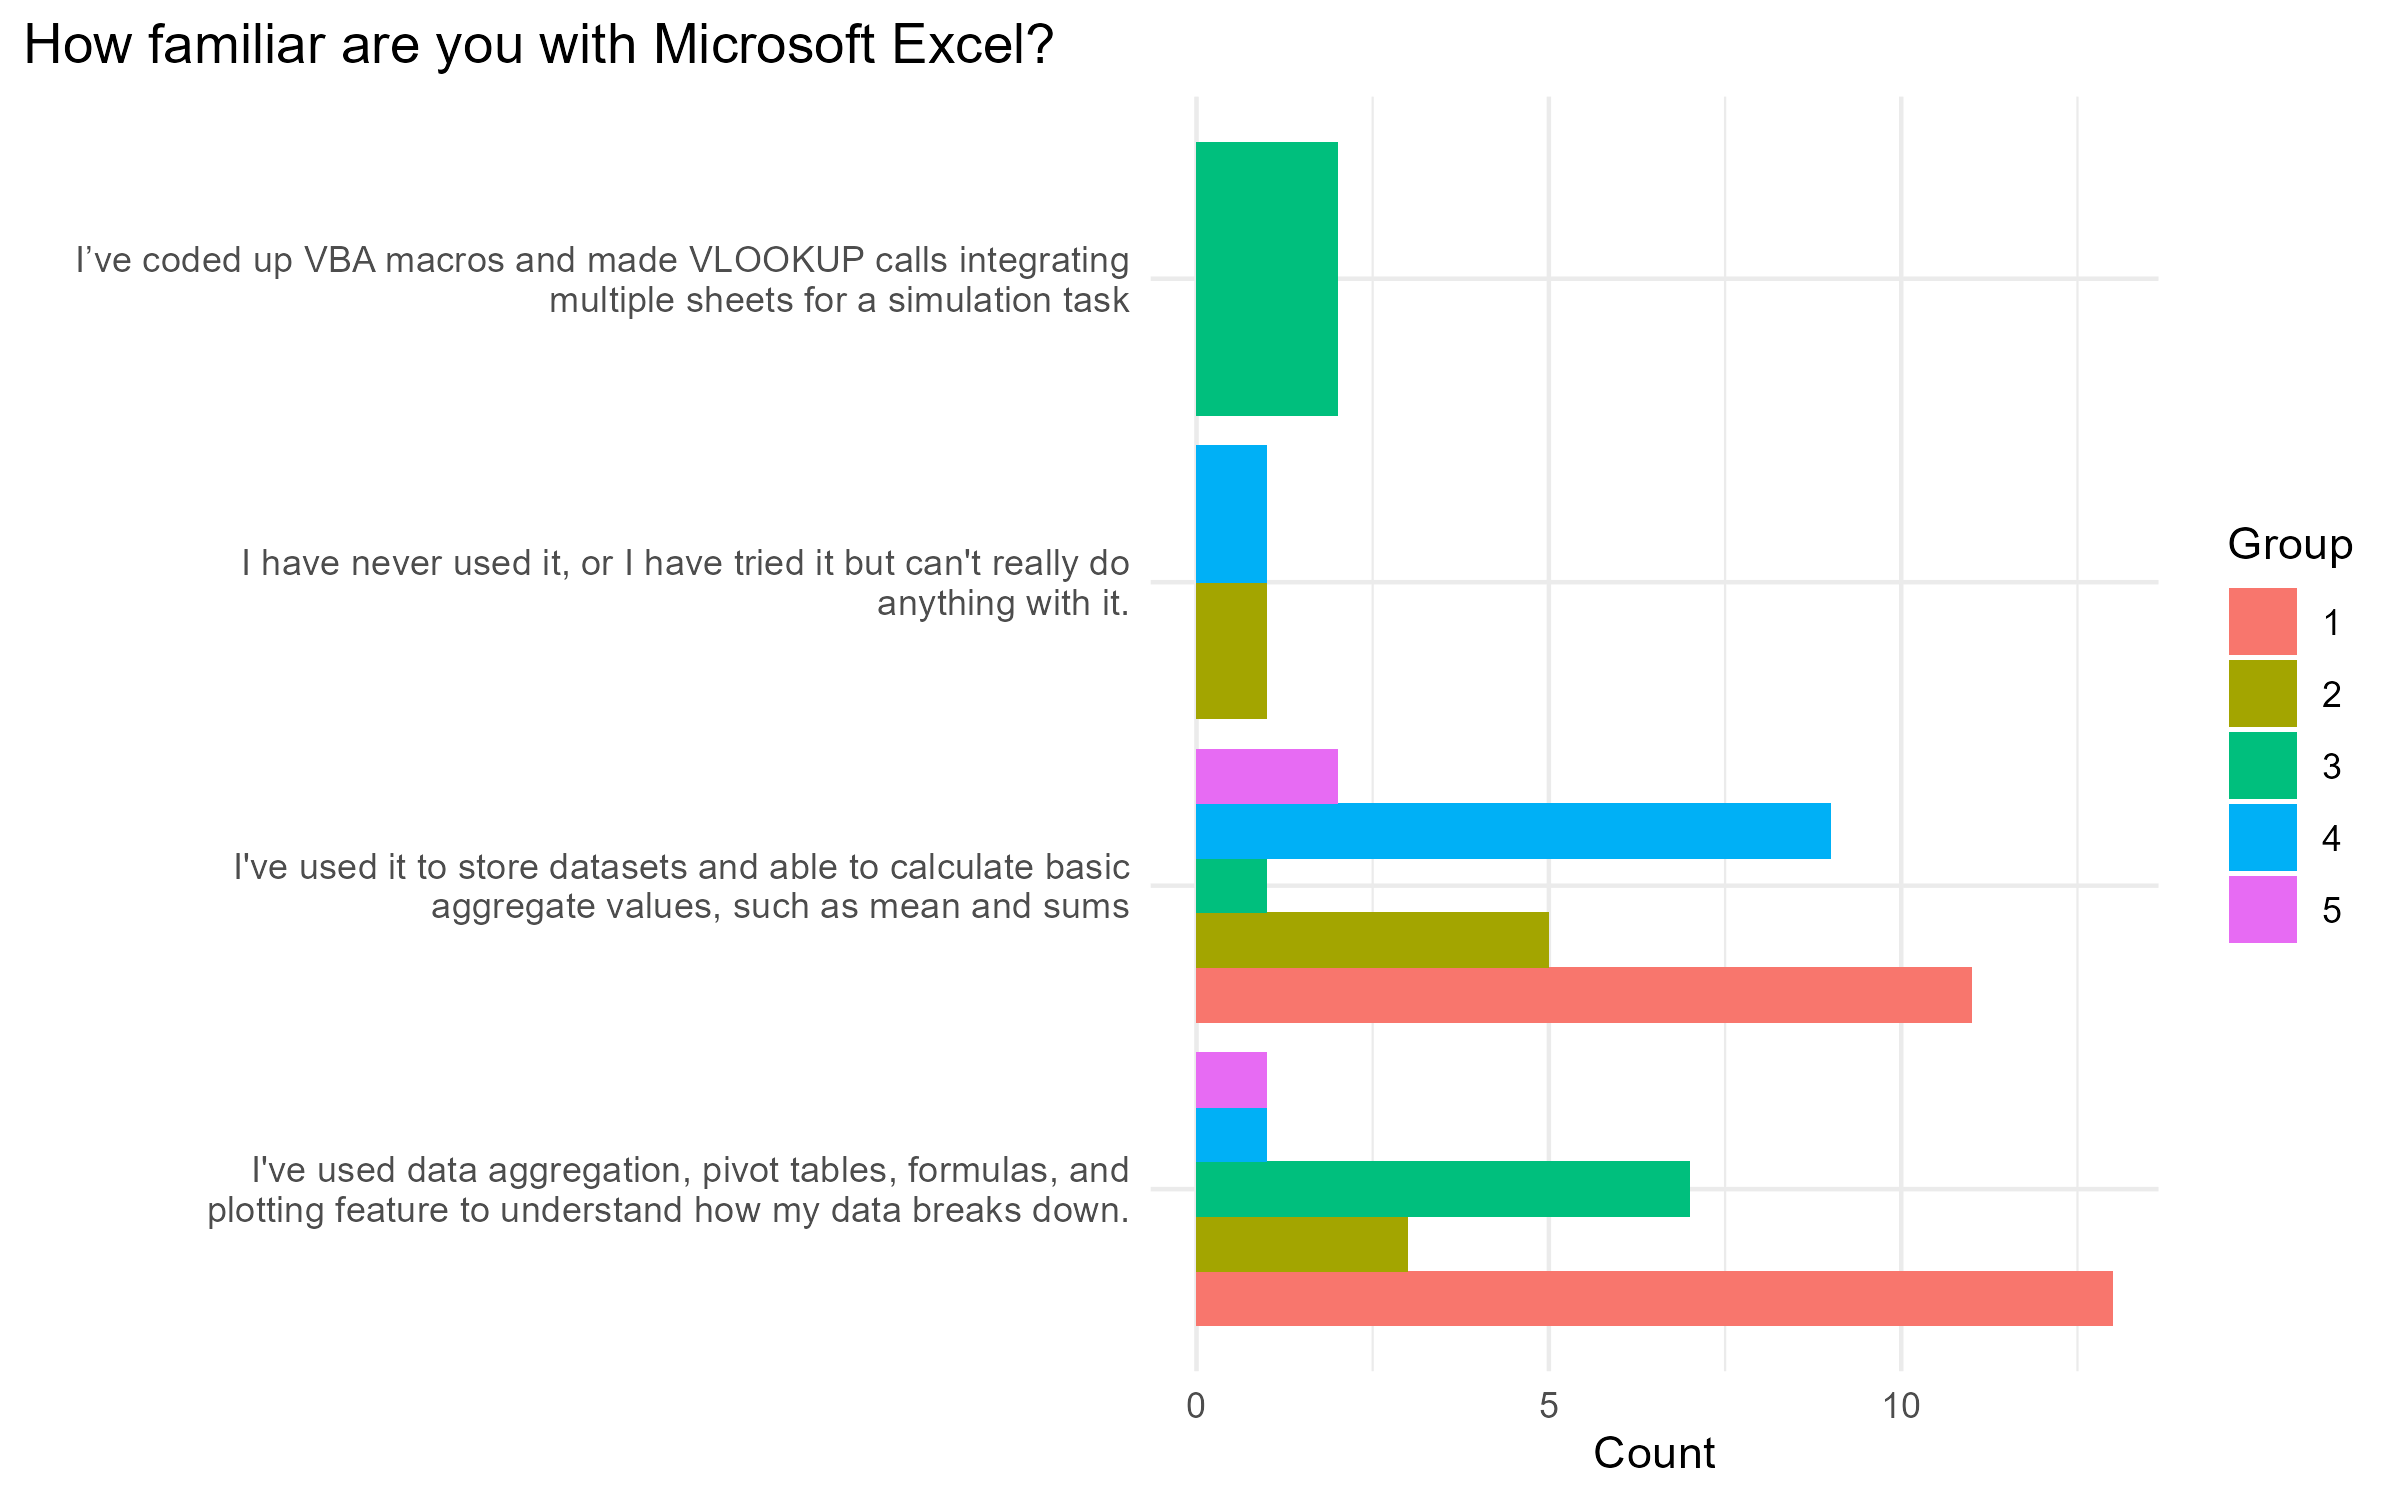 How familiar are you with Microsoft Excel?
I’ve coded up VBA macros and made VLOOKUP calls integrating
multiple sheets for a simulation task
I have never used it, or I have tried it but can't really do
anything with it.
I've used it to store datasets and able to calculate basic
aggregate values, such as mean and sums
I've used data aggregation, pivot tables, formulas, and
plotting feature to understand how my data breaks down.
0 5 10
Count
Group
1
2
3
4
5